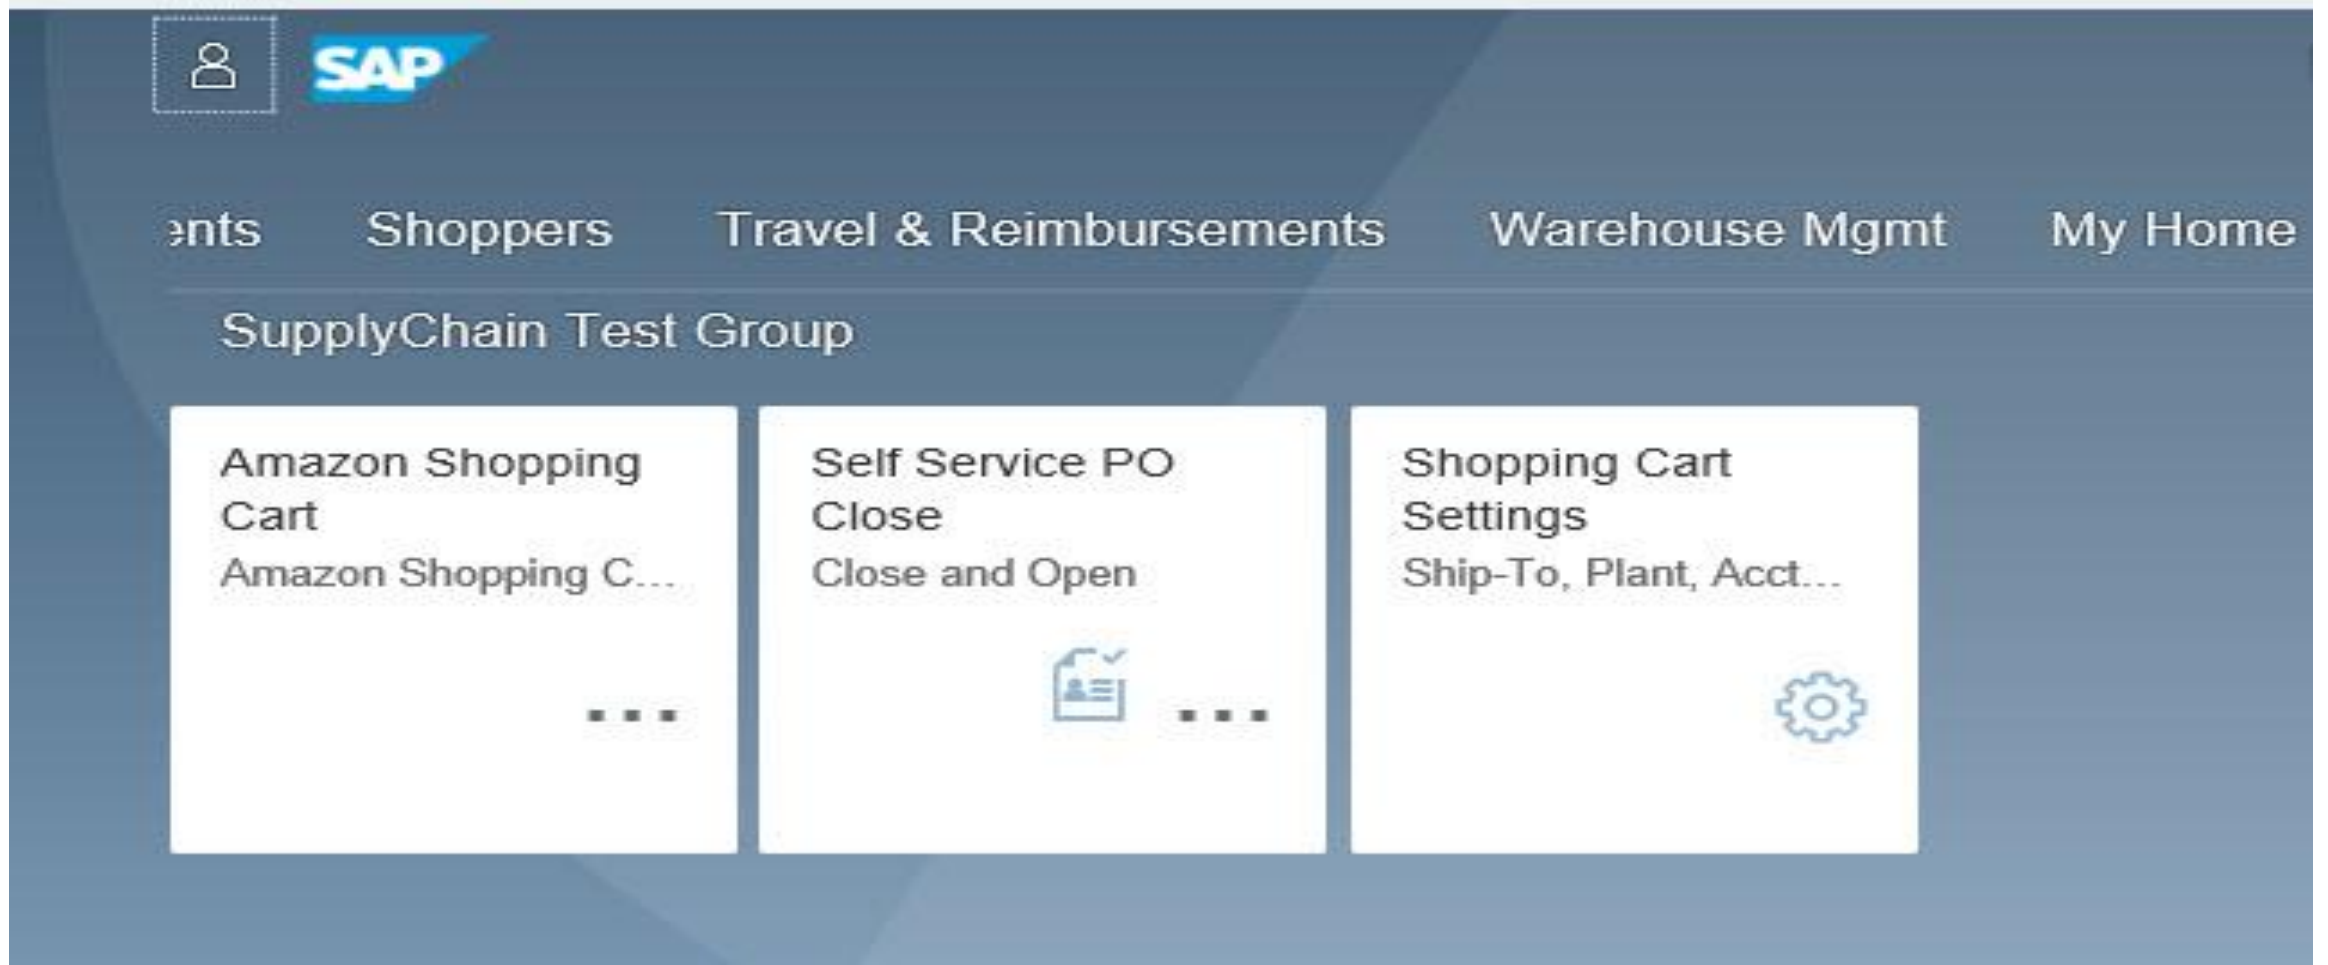 SAP
ents Shoppers Travel & Reimbursements Warehouse Mgmt My Home
SupplyChain Test Group
Amazon Shopping
Cart
Amazon Shopping C...
Self Service PO
Close
Close and Open
Shopping Cart
Settings
Ship-To, Plant, Acct...